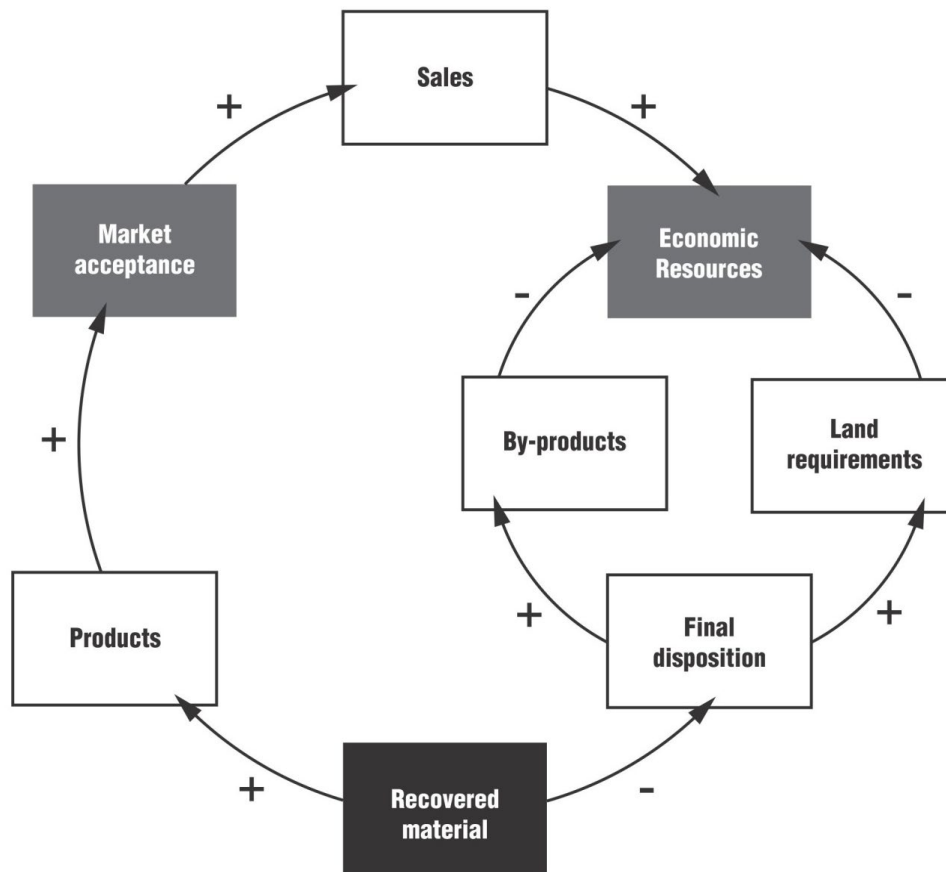 Sales
+
+
Market
acceptance
Economic
Resources
-
-
+
By-products
Land
requirements
Products
+
Final
disposition
+
+
Recovered
material
-